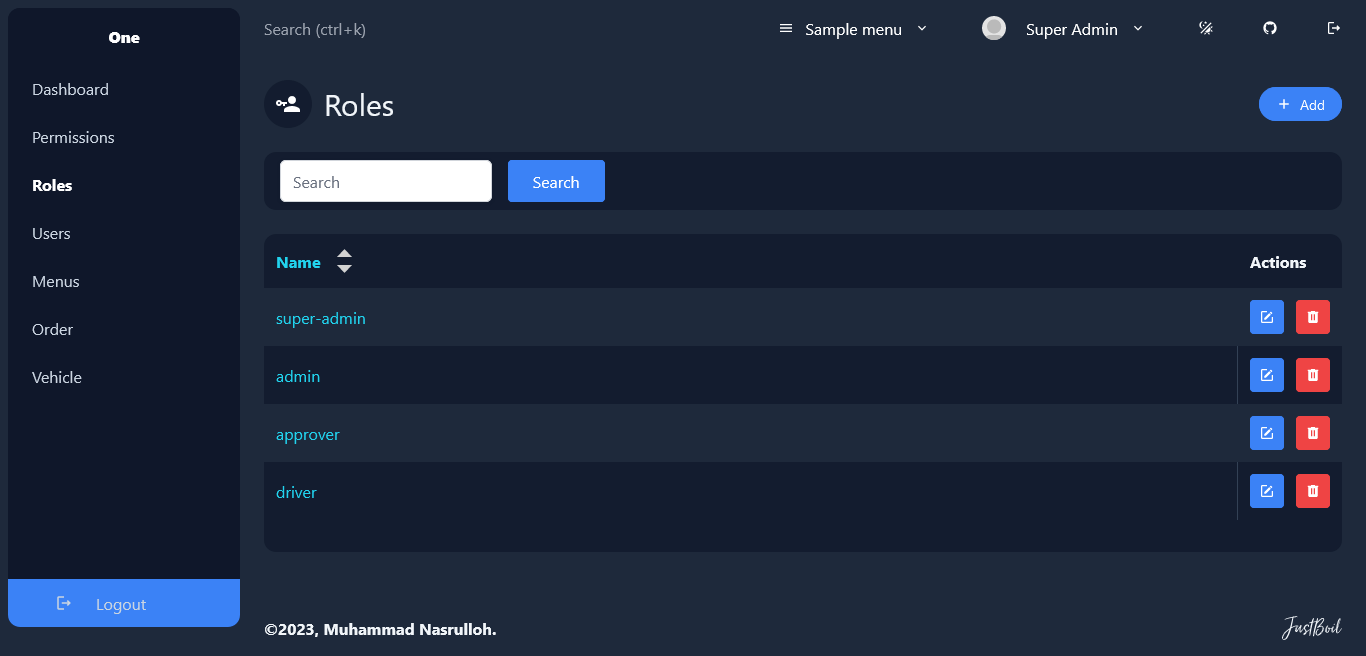 One
Dashboard
Permissions
Roles
Users
Menus
Order
Vehicle
Logout
Search (ctrl+k)
Sample menu
Super Admin
Roles
Add
Search
Search
Name
Actions
super-admin
admin
approver
driver
©2023, Muhammad Nasrulloh.
JustBoil